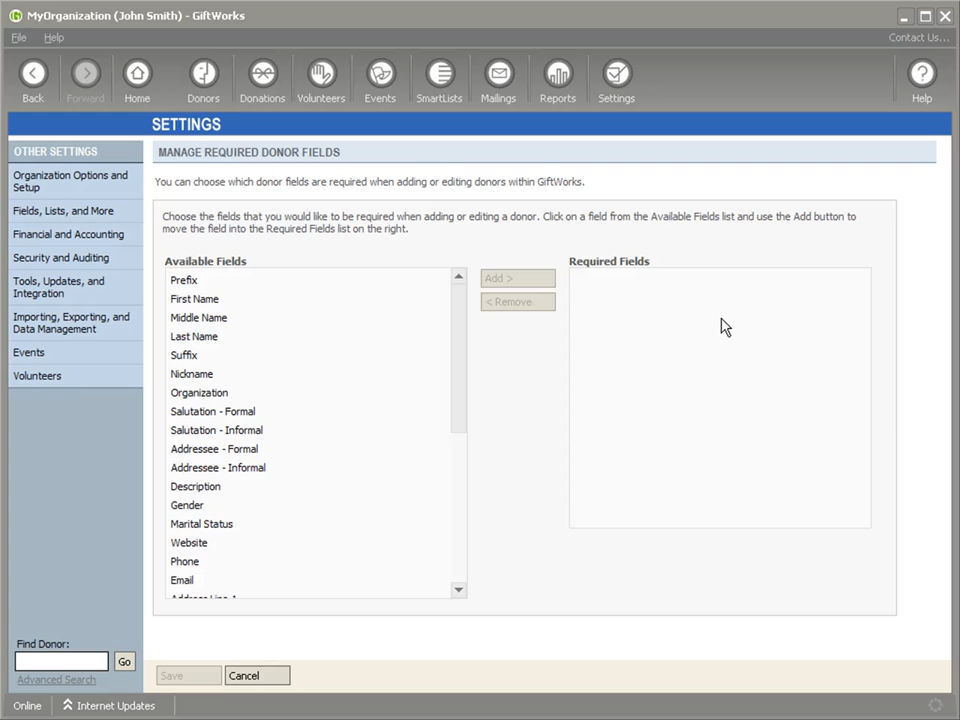 MyOrganization (John Smith) - GiftWorks
File Help Contact Us...
Back Forward Home Donors Donations Volunteers Events SmartLists Mailings Reports Settings Help
SETTINGS
OTHER SETTINGS
Organization Options and
Setup
Fields, Lists, and More
Financial and Accounting
Security and Auditing
Tools, Updates, and
Integration
Importing, Exporting, and
Data Management
Events
Volunteers
Find Donor:
Go
Advanced Search
MANAGE REQUIRED DONOR FIELDS
You can choose which donor fields are required when adding or editing donors within GiftWorks.
Choose the fields that you would like to be required when adding or editing a donor. Click on a field from the Available Fields list and use the Add button to
move the field into the Required Fields list on the right.
Available Fields
Prefix
First Name
Middle Name
Last Name
Suffix
Nickname
Organization
Salutation - Formal
Salutation - Informal
Addressee - Formal
Addressee - Informal
Description
Gender
Marital Status
Website
Phone
Email
Address Line 1
Add >
< Remove
Required Fields
Save Cancel
Online Internet Updates